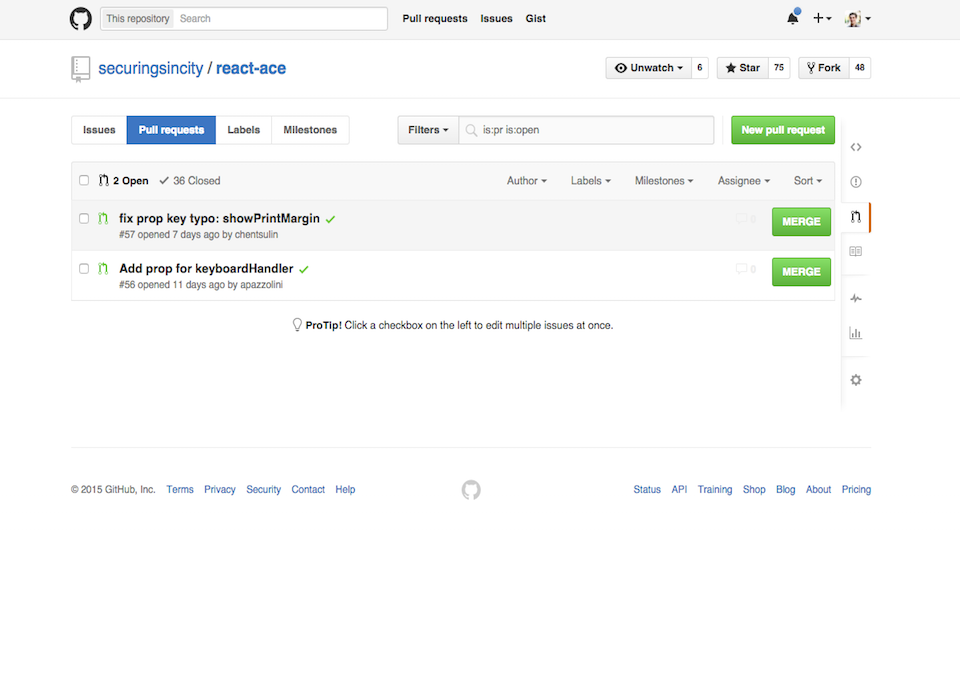 This repository Search Pull requests Issues Gist
securingsincity / react-ace Unwatch 6 Star 75 Fork 48
Issues Pull requests Labels Milestones Filters is:pr is:open New pull request
2 Open 36 Closed Author Labels Milestones Assignee Sort
fix prop key typo: showPrintMargin 0 MERGE
#57 opened 7 days ago by chentsulin
Add prop for keyboardHandler 0 MERGE
#56 opened 11 days ago by apazzolini
ProTip! Click a checkbox on the left to edit multiple issues at once.
© 2015 GitHub, Inc. Terms Privacy Security Contact Help Status API Training Shop Blog About Pricing